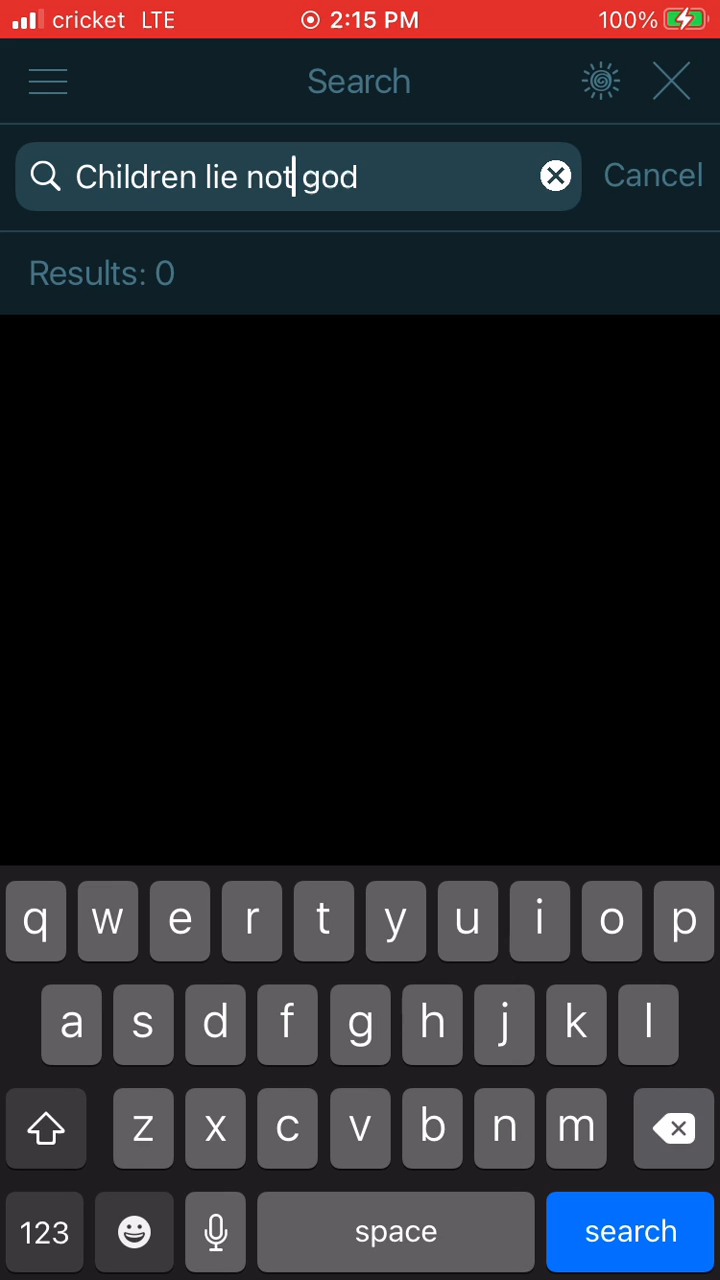 cricket LTE 2:15 PM 100%
Search
Children lie not god Cancel
Results: 0
q w e r t y u i o p
a s d f g h j k l
z x c v b n m
123 space search